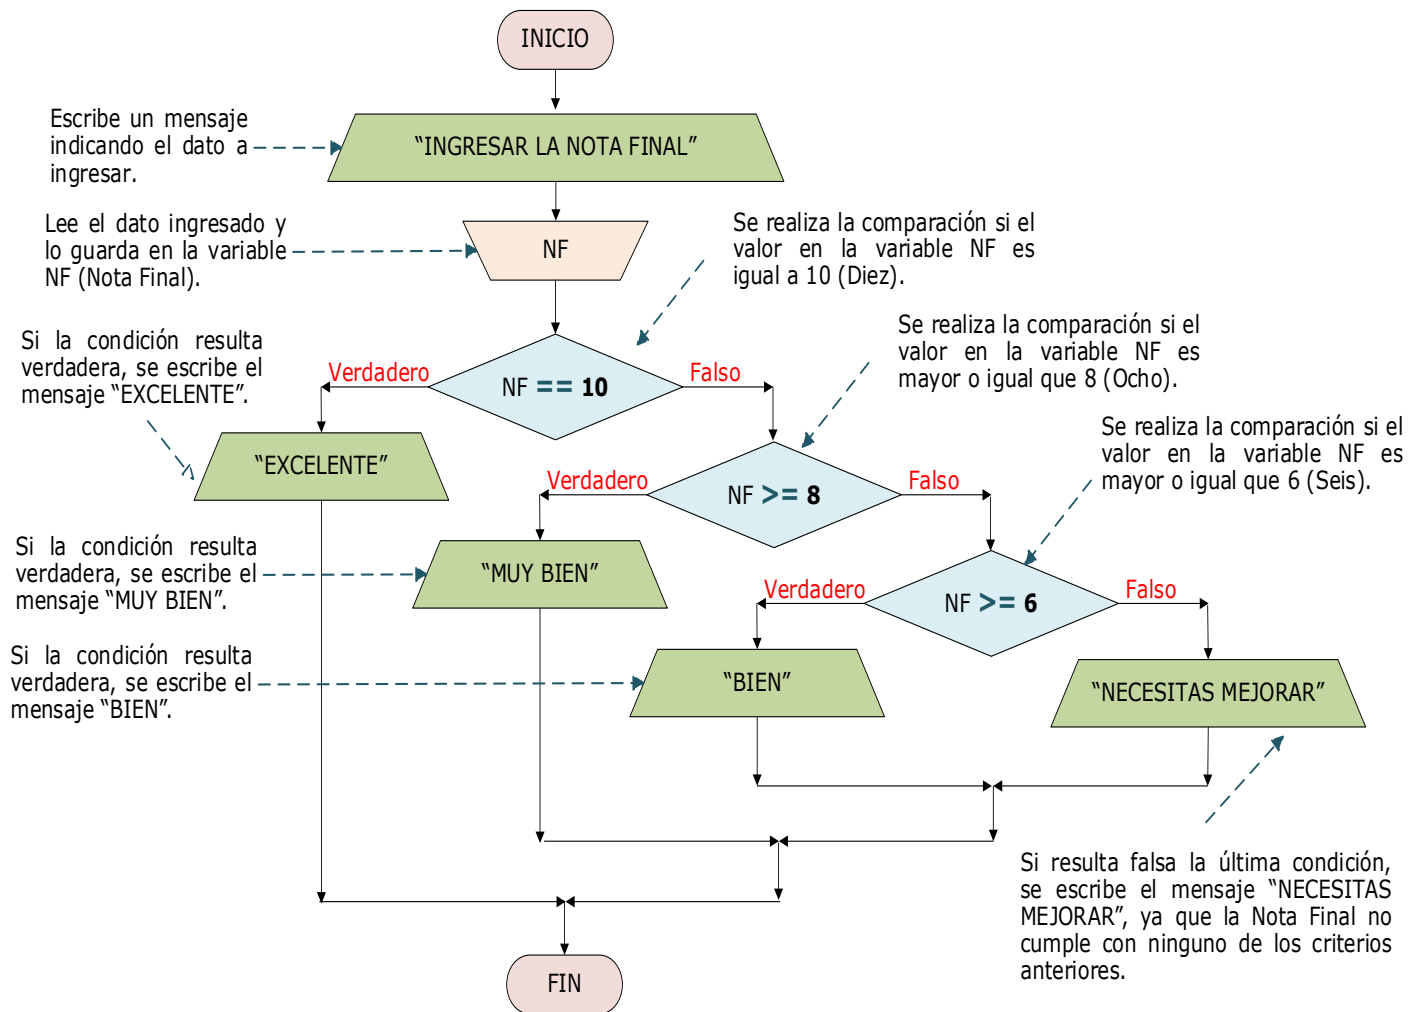 INICIO
Escribe un mensaje
indicando el dato a
ingresar.
“INGRESAR LA NOTA FINAL”
Lee el dato ingresado y
lo guarda en la variable
NF (Nota Final).
NF
Se realiza la comparación si el
valor en la variable NF es
igual a 10 (Diez).
Si la condición resulta
verdadera, se escribe el
mensaje “EXCELENTE”.
Verdadero
NF == 10
Falso
Se realiza la comparación si el
valor en la variable NF es
mayor o igual que 8 (Ocho).
“EXCELENTE”
Verdadero
NF >= 8
Falso
Se realiza la comparación si el
valor en la variable NF es
mayor o igual que 6 (Seis).
Si la condición resulta
verdadera, se escribe el
mensaje “MUY BIEN”.
“MUY BIEN”
Verdadero
NF >= 6
Falso
Si la condición resulta
verdadera, se escribe el
mensaje “BIEN”.
“BIEN”
“NECESITAS MEJORAR”
Si resulta falsa la última condición,
se escribe el mensaje “NECESITAS
MEJORAR”, ya que la Nota Final no
cumple con ninguno de los criterios
anteriores.
FIN